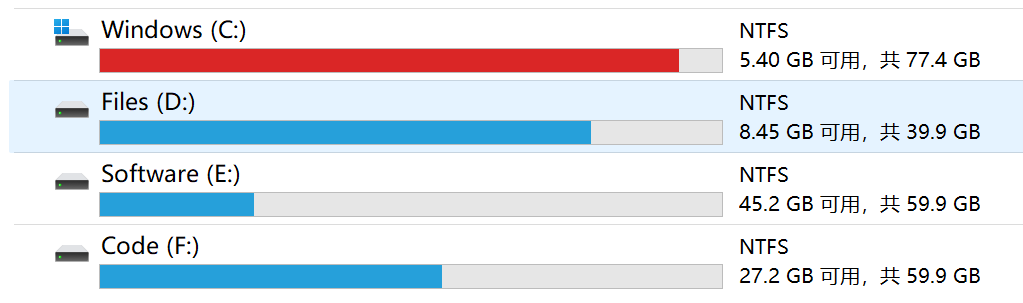 Windows (C:)
NTFS
5.40 GB 可用，共 77.4 GB
Files (D:)
NTFS
8.45 GB 可用，共 39.9 GB
Software (E:)
NTFS
45.2 GB 可用，共 59.9 GB
Code (F:)
NTFS
27.2 GB 可用，共 59.9 GB